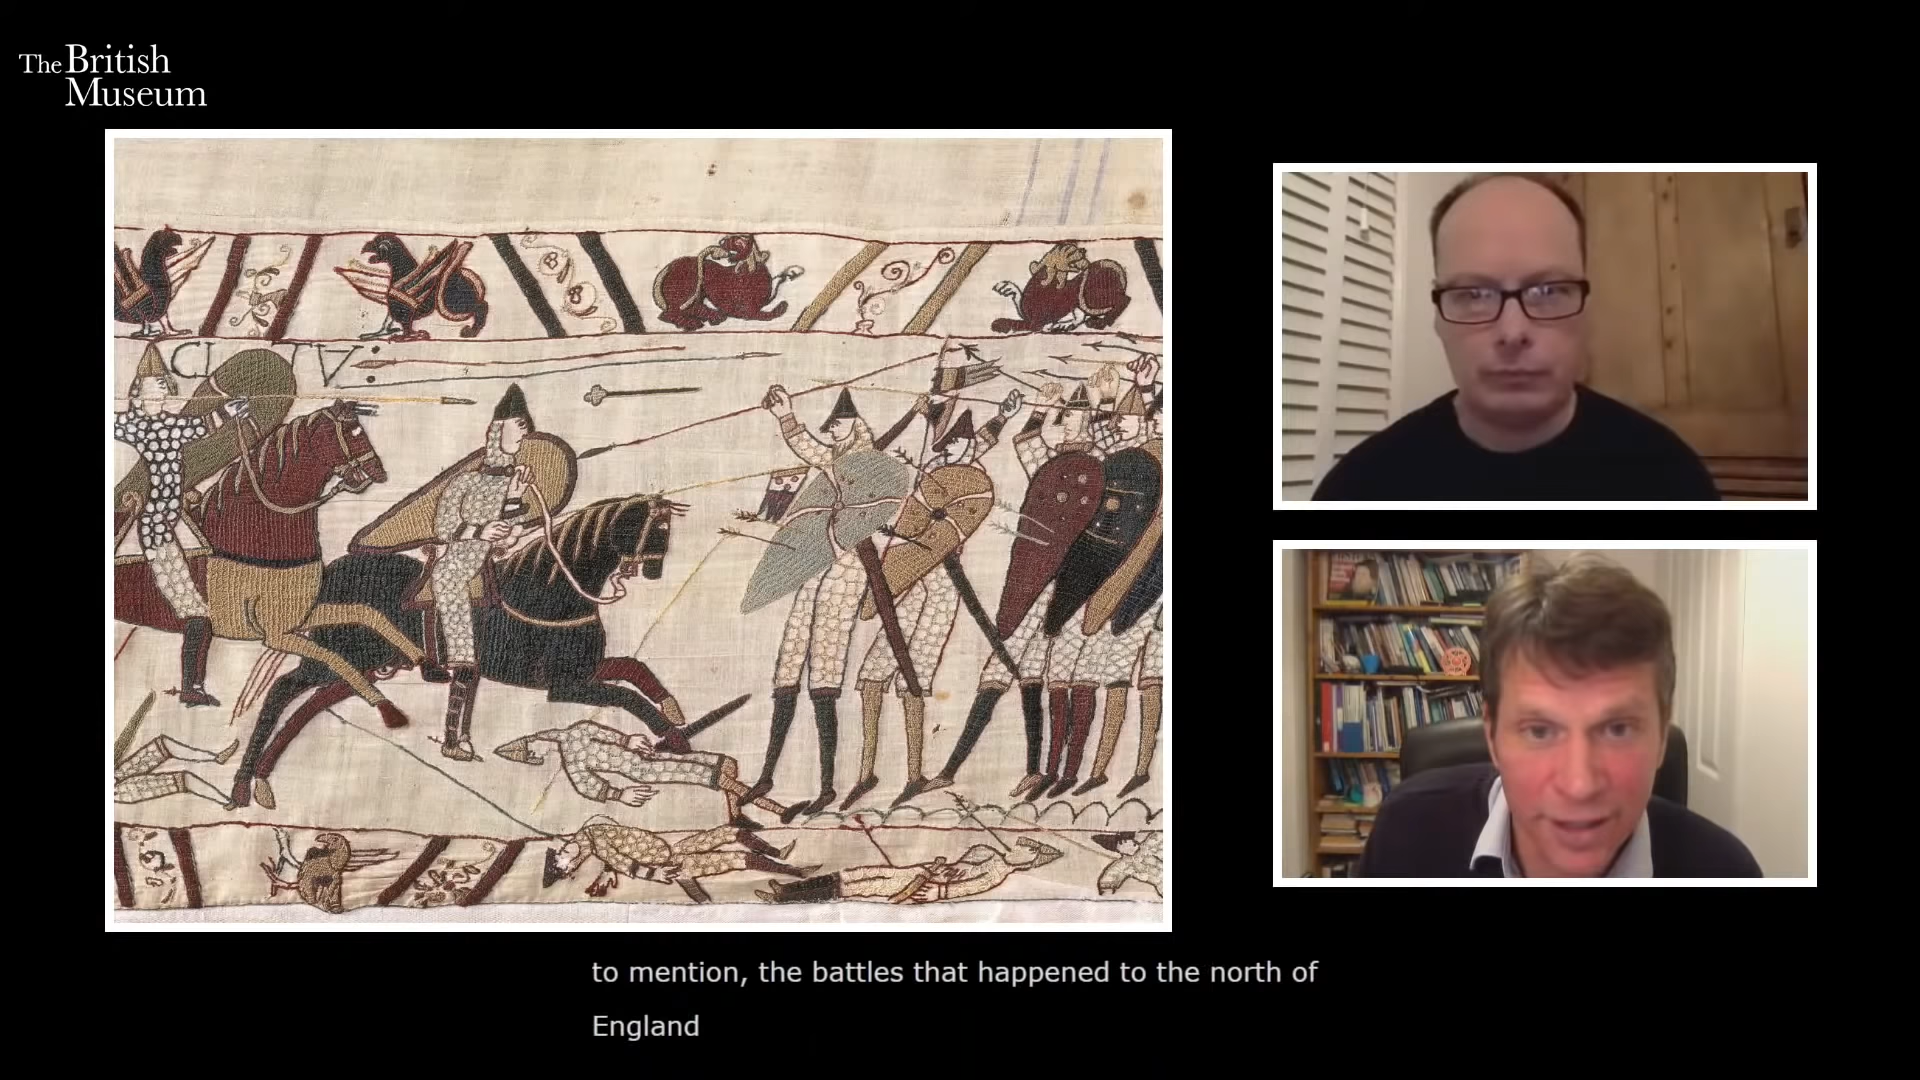 The British
Museum
to mention, the battles that happened to the north of
England